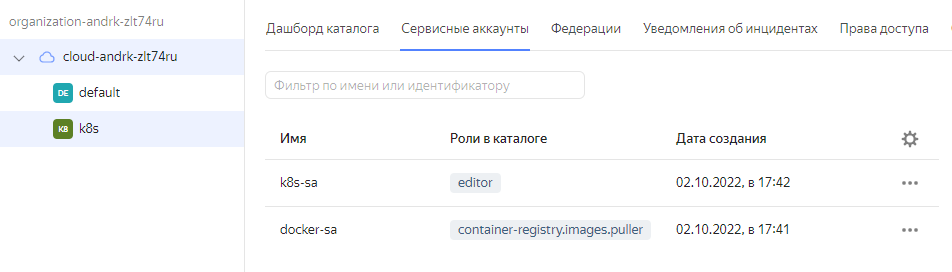 organization-andrk-zlt74ru
cloud-andrk-zlt74ru
DE default
K8 k8s
Дашборд каталога Сервисные аккаунты Федерации Уведомления об инцидентах Права доступа
Фильтр по имени или идентификатору
Имя Роли в каталоге Дата создания
k8s-sa editor 02.10.2022, в 17:42
docker-sa container-registry.images.puller 02.10.2022, в 17:41